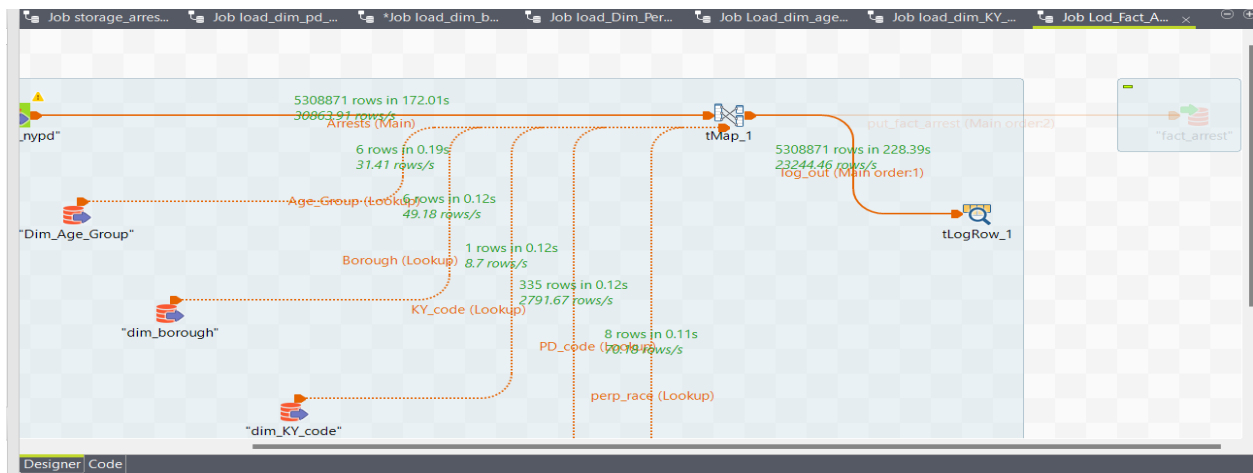 Job storage_arres...
Job load_dim_pd_...
*Job load_dim_b...
Job load_Dim_Per...
Job Load_dim_age...
Job load_dim_KY_...
Job Lod_Fact_A...
5308871 rows in 172.01s
30863.91 rows/s
Arrests (Main)
_nypd"
tMap_1
put_fact_arrest (Main order:2)
"fact_arrest"
6 rows in 0.19s
31.41 rows/s
5308871 rows in 228.39s
23244.46 rows/s
log_out (Main order:1)
Age_Group (Lookup)
6 rows in 0.12s
49.18 rows/s
"Dim_Age_Group"
tLogRow_1
1 rows in 0.12s
8.7 rows/s
Borough (Lookup)
335 rows in 0.12s
2791.67 rows/s
KY_code (Lookup)
"dim_borough"
8 rows in 0.11s
70.18 rows/s
PD_code (Lookup)
perp_race (Lookup)
"dim_KY_code"
Designer
Code